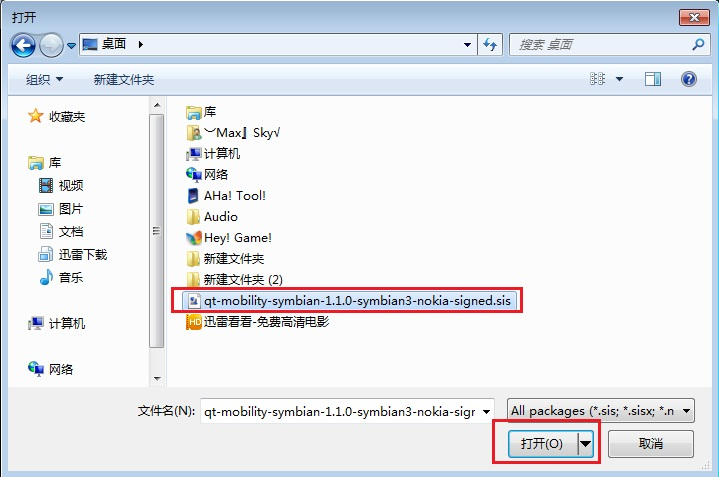 打开
桌面
搜索 桌面
组织
新建文件夹
收藏夹
库
视频
图片
文档
迅雷下载
音乐
计算机
网络
库
︶Max』Sky√
计算机
网络
AHa! Tool!
Audio
Hey! Game!
新建文件夹
新建文件夹 (2)
qt-mobility-symbian-1.1.0-symbian3-nokia-signed.sis
迅雷看看-免费高清电影
文件名(N):
qt-mobility-symbian-1.1.0-symbian3-nokia-sign
All packages (*.sis; *.sisx; *.n
打开(O)
取消